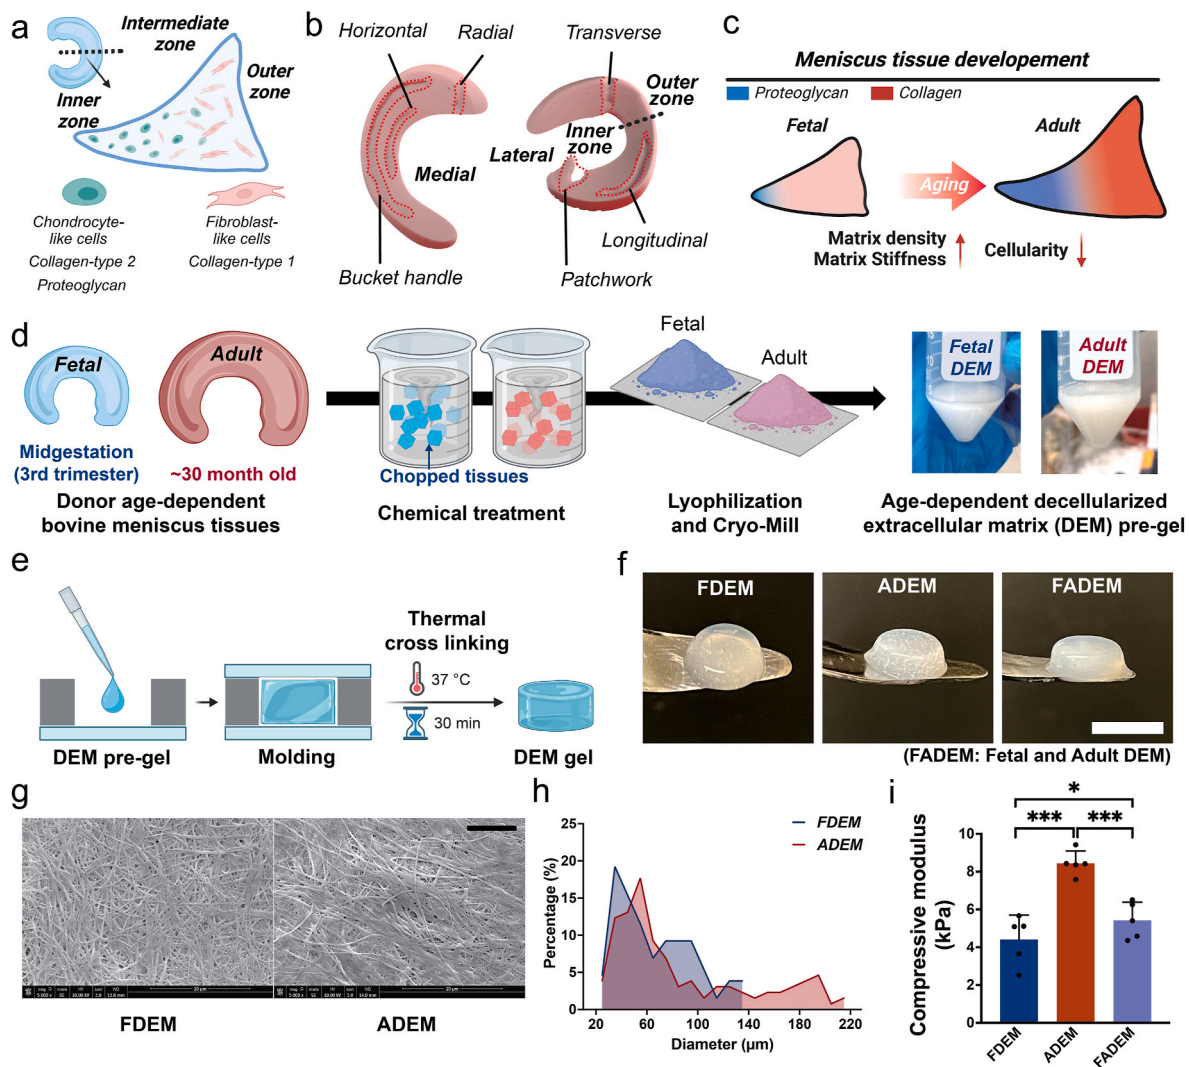 a
Intermediate
zone
Outer
zone
Inner
zone
Chondrocyte-
like cells
Collagen-type 2
Proteoglycan
Fibroblast-
like cells
Collagen-type 1
b
Horizontal
Radial
Transverse
Outer
zone
Inner
zone
Lateral
Medial
Longitudinal
Bucket handle
Patchwork
c
Meniscus tissue developement
Proteoglycan
Collagen
Fetal
Adult
Aging
Matrix density
Matrix Stiffness
Cellularity
d
Fetal
Adult
Midgestation
(3rd trimester)
~30 month old
Donor age-dependent
bovine meniscus tissues
Chopped tissues
Chemical treatment
Fetal
Adult
Lyophilization
and Cryo-Mill
Fetal
DEM
Adult
DEM
Age-dependent decellularized
extracellular matrix (DEM) pre-gel
e
Thermal
cross linking
37 °C
30 min
DEM pre-gel
Molding
DEM gel
f
FDEM
ADEM
FADEM
(FADEM: Fetal and Adult DEM)
g
FDEM
ADEM
h
FDEM
ADEM
Percentage (%)
25
20
15
10
5
0
20
60
100
140
180
220
Diameter (µm)
i
*
***
***
Compressive modulus
(kPa)
10
8
6
4
2
0
FDEM
ADEM
FADEM